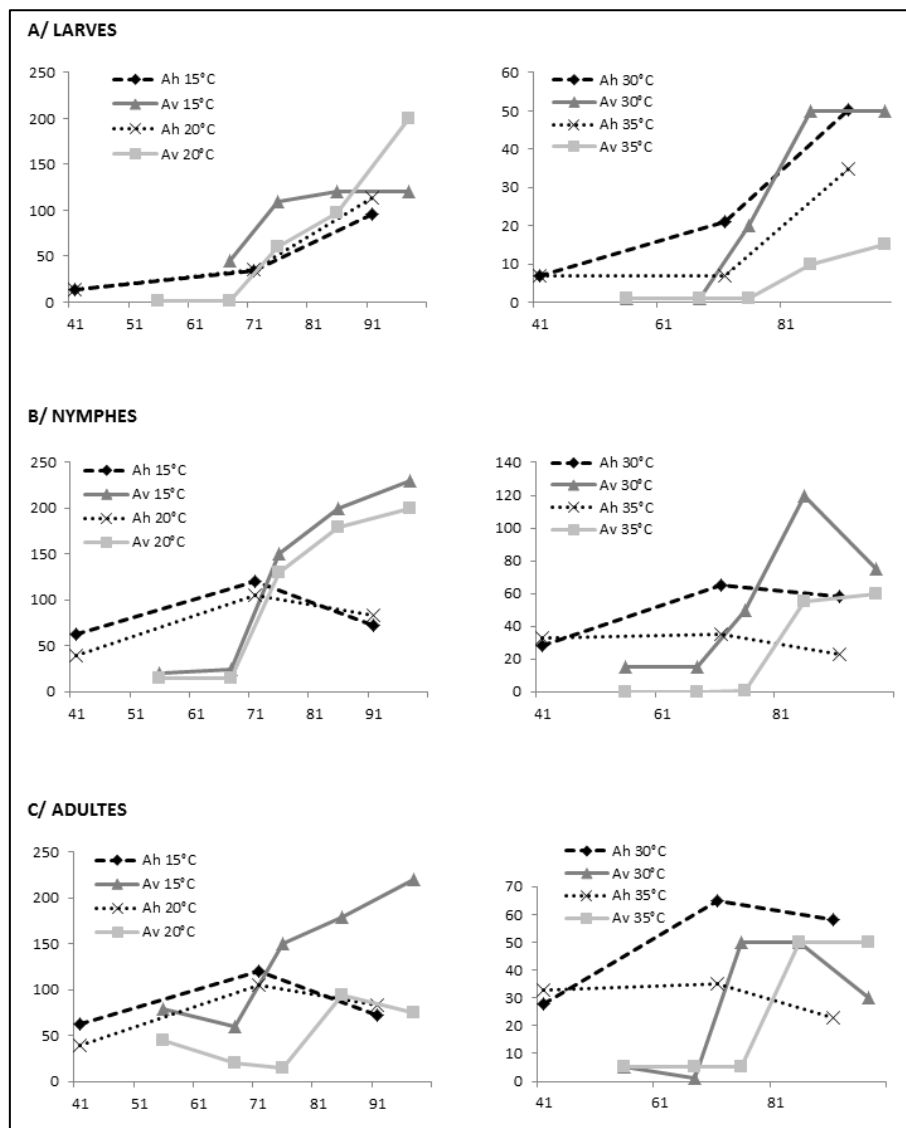 A/ LARVES
250
200
150
100
50
0
41 51 61 71 81 91
Ah 15°C
Av 15°C
Ah 20°C
Av 20°C
60
50
40
30
20
10
0
41 61 81
Ah 30°C
Av 30°C
Ah 35°C
Av 35°C
B/ NYMPHES
250
200
150
100
50
0
41 51 61 71 81 91
Ah 15°C
Av 15°C
Ah 20°C
Av 20°C
140
120
100
80
60
40
20
0
41 61 81
Ah 30°C
Av 30°C
Ah 35°C
Av 35°C
C/ ADULTES
250
200
150
100
50
0
41 51 61 71 81 91
Ah 15°C
Av 15°C
Ah 20°C
Av 20°C
70
60
50
40
30
20
10
0
41 61 81
Ah 30°C
Av 30°C
Ah 35°C
Av 35°C